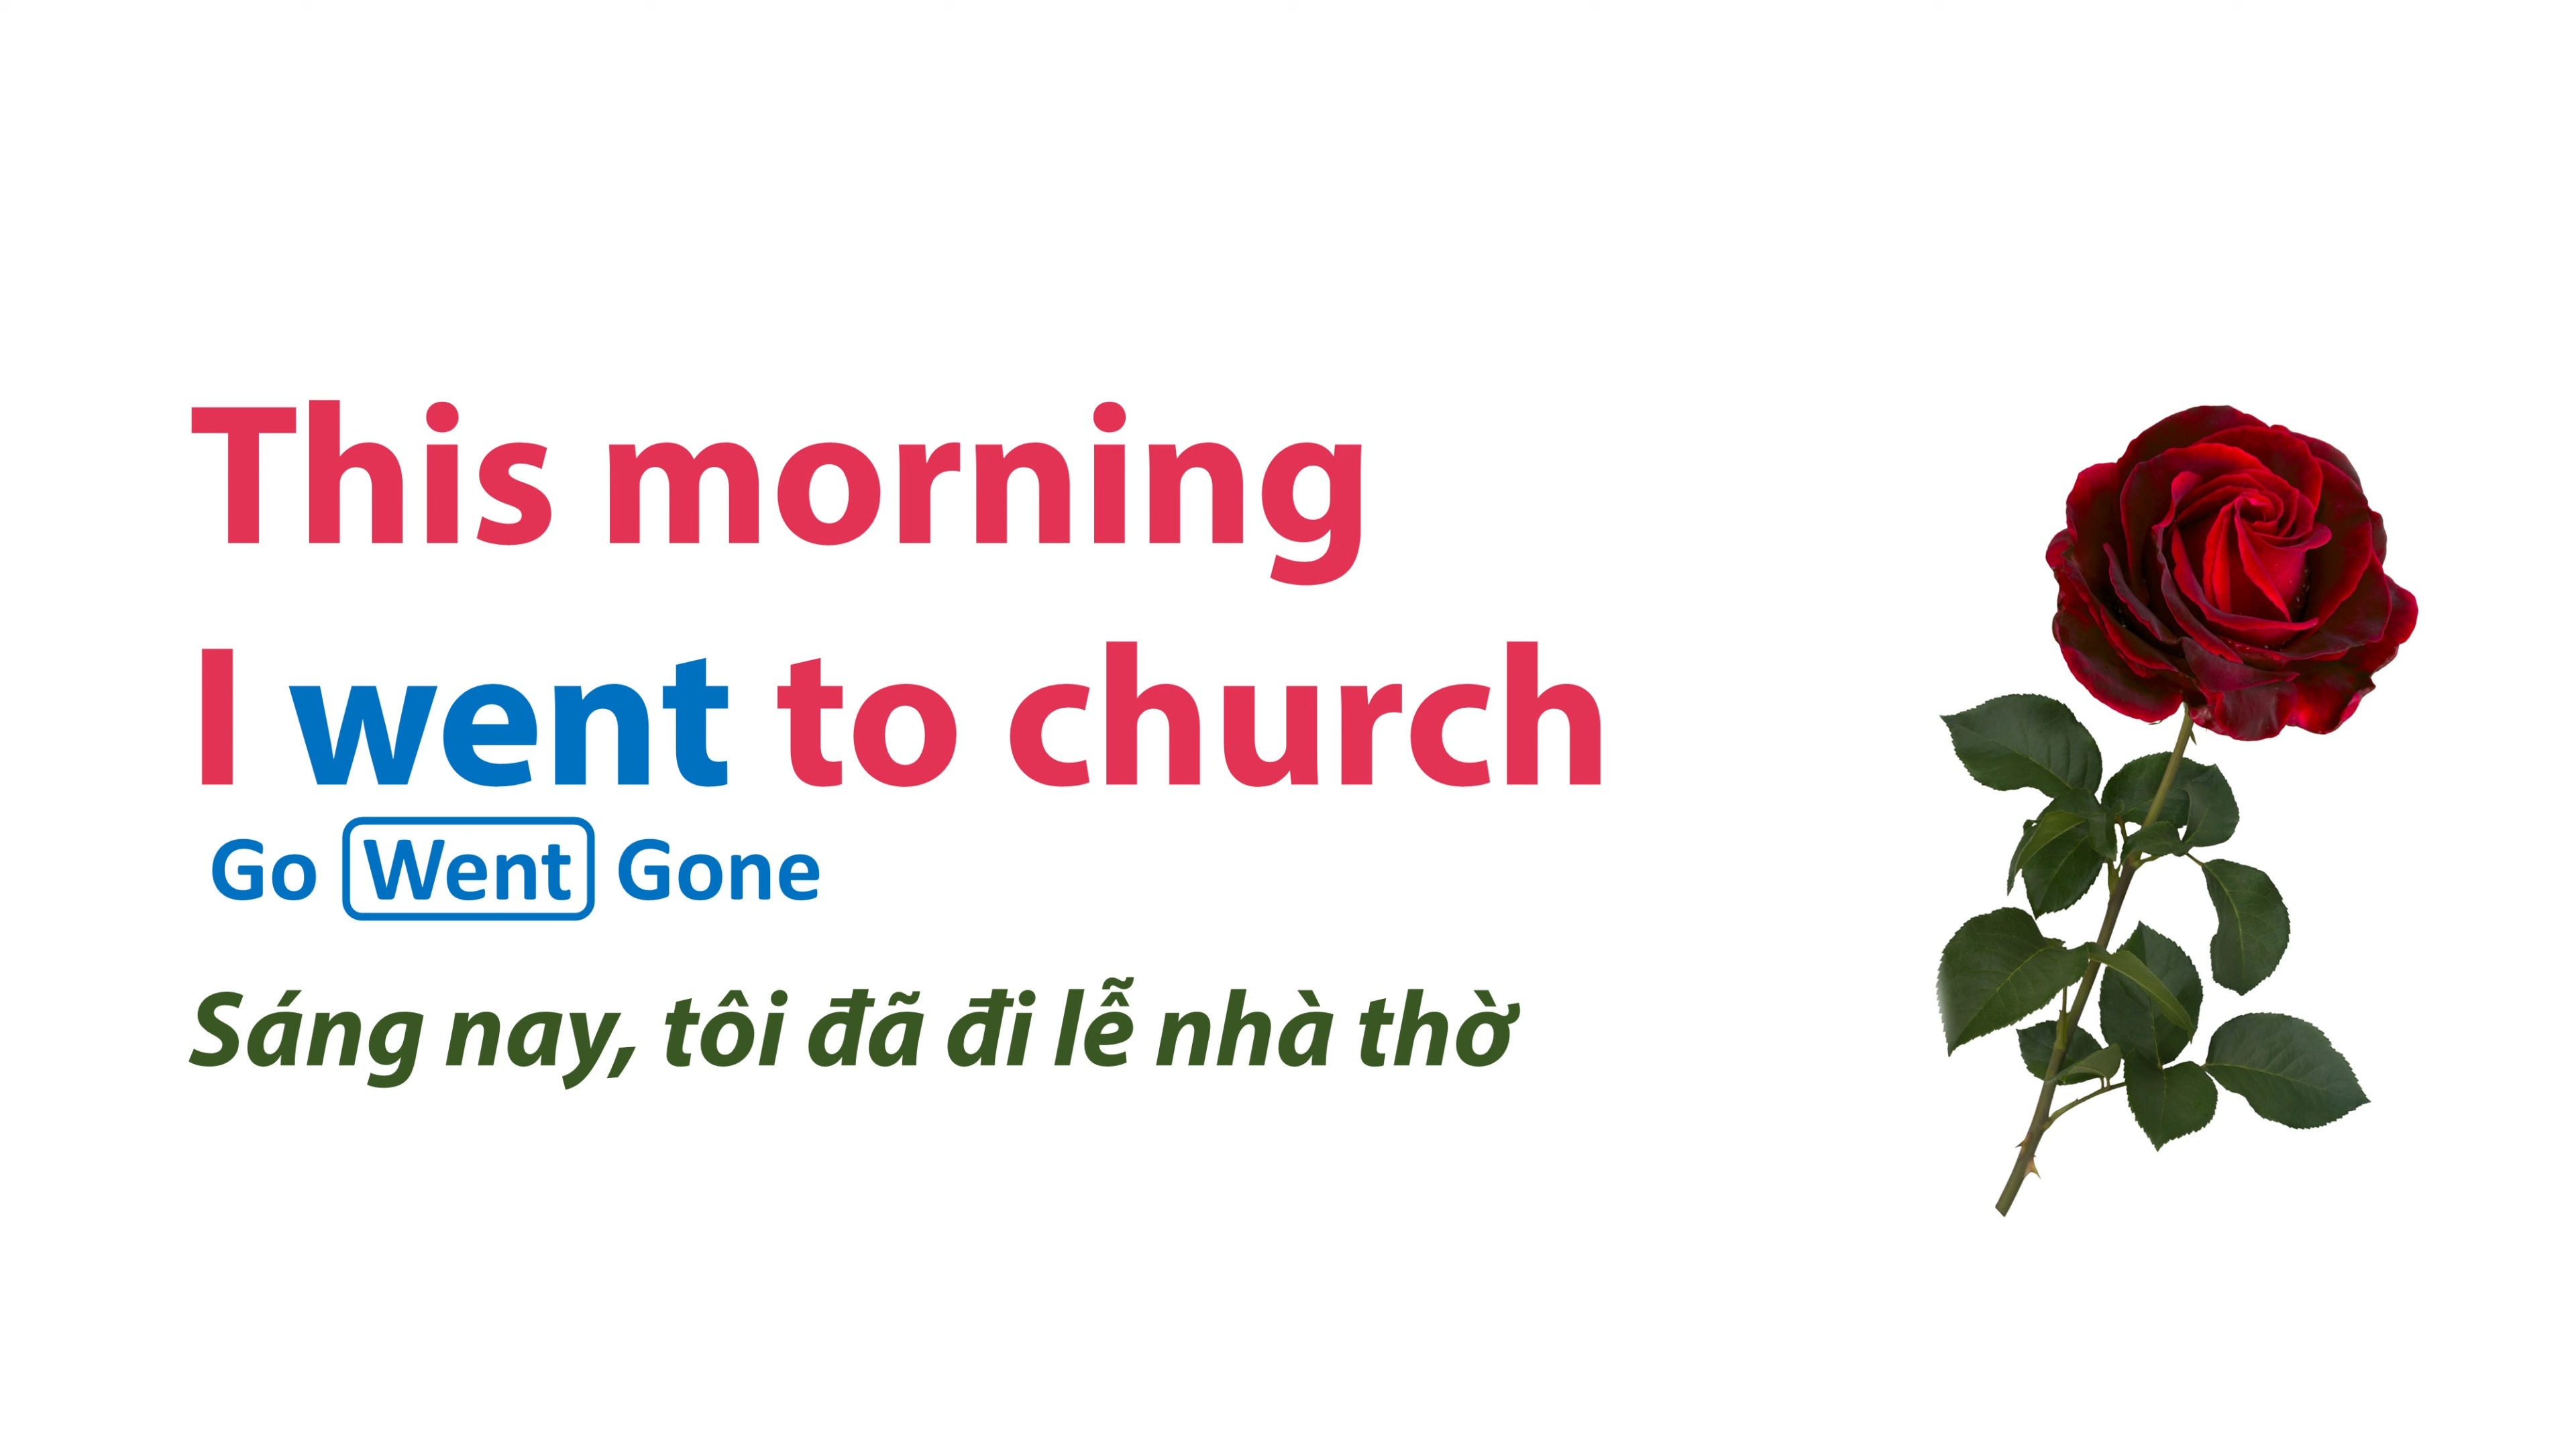 This morning
I went to church
Go Went Gone
Sáng nay, tôi đã đi lễ nhà thờ